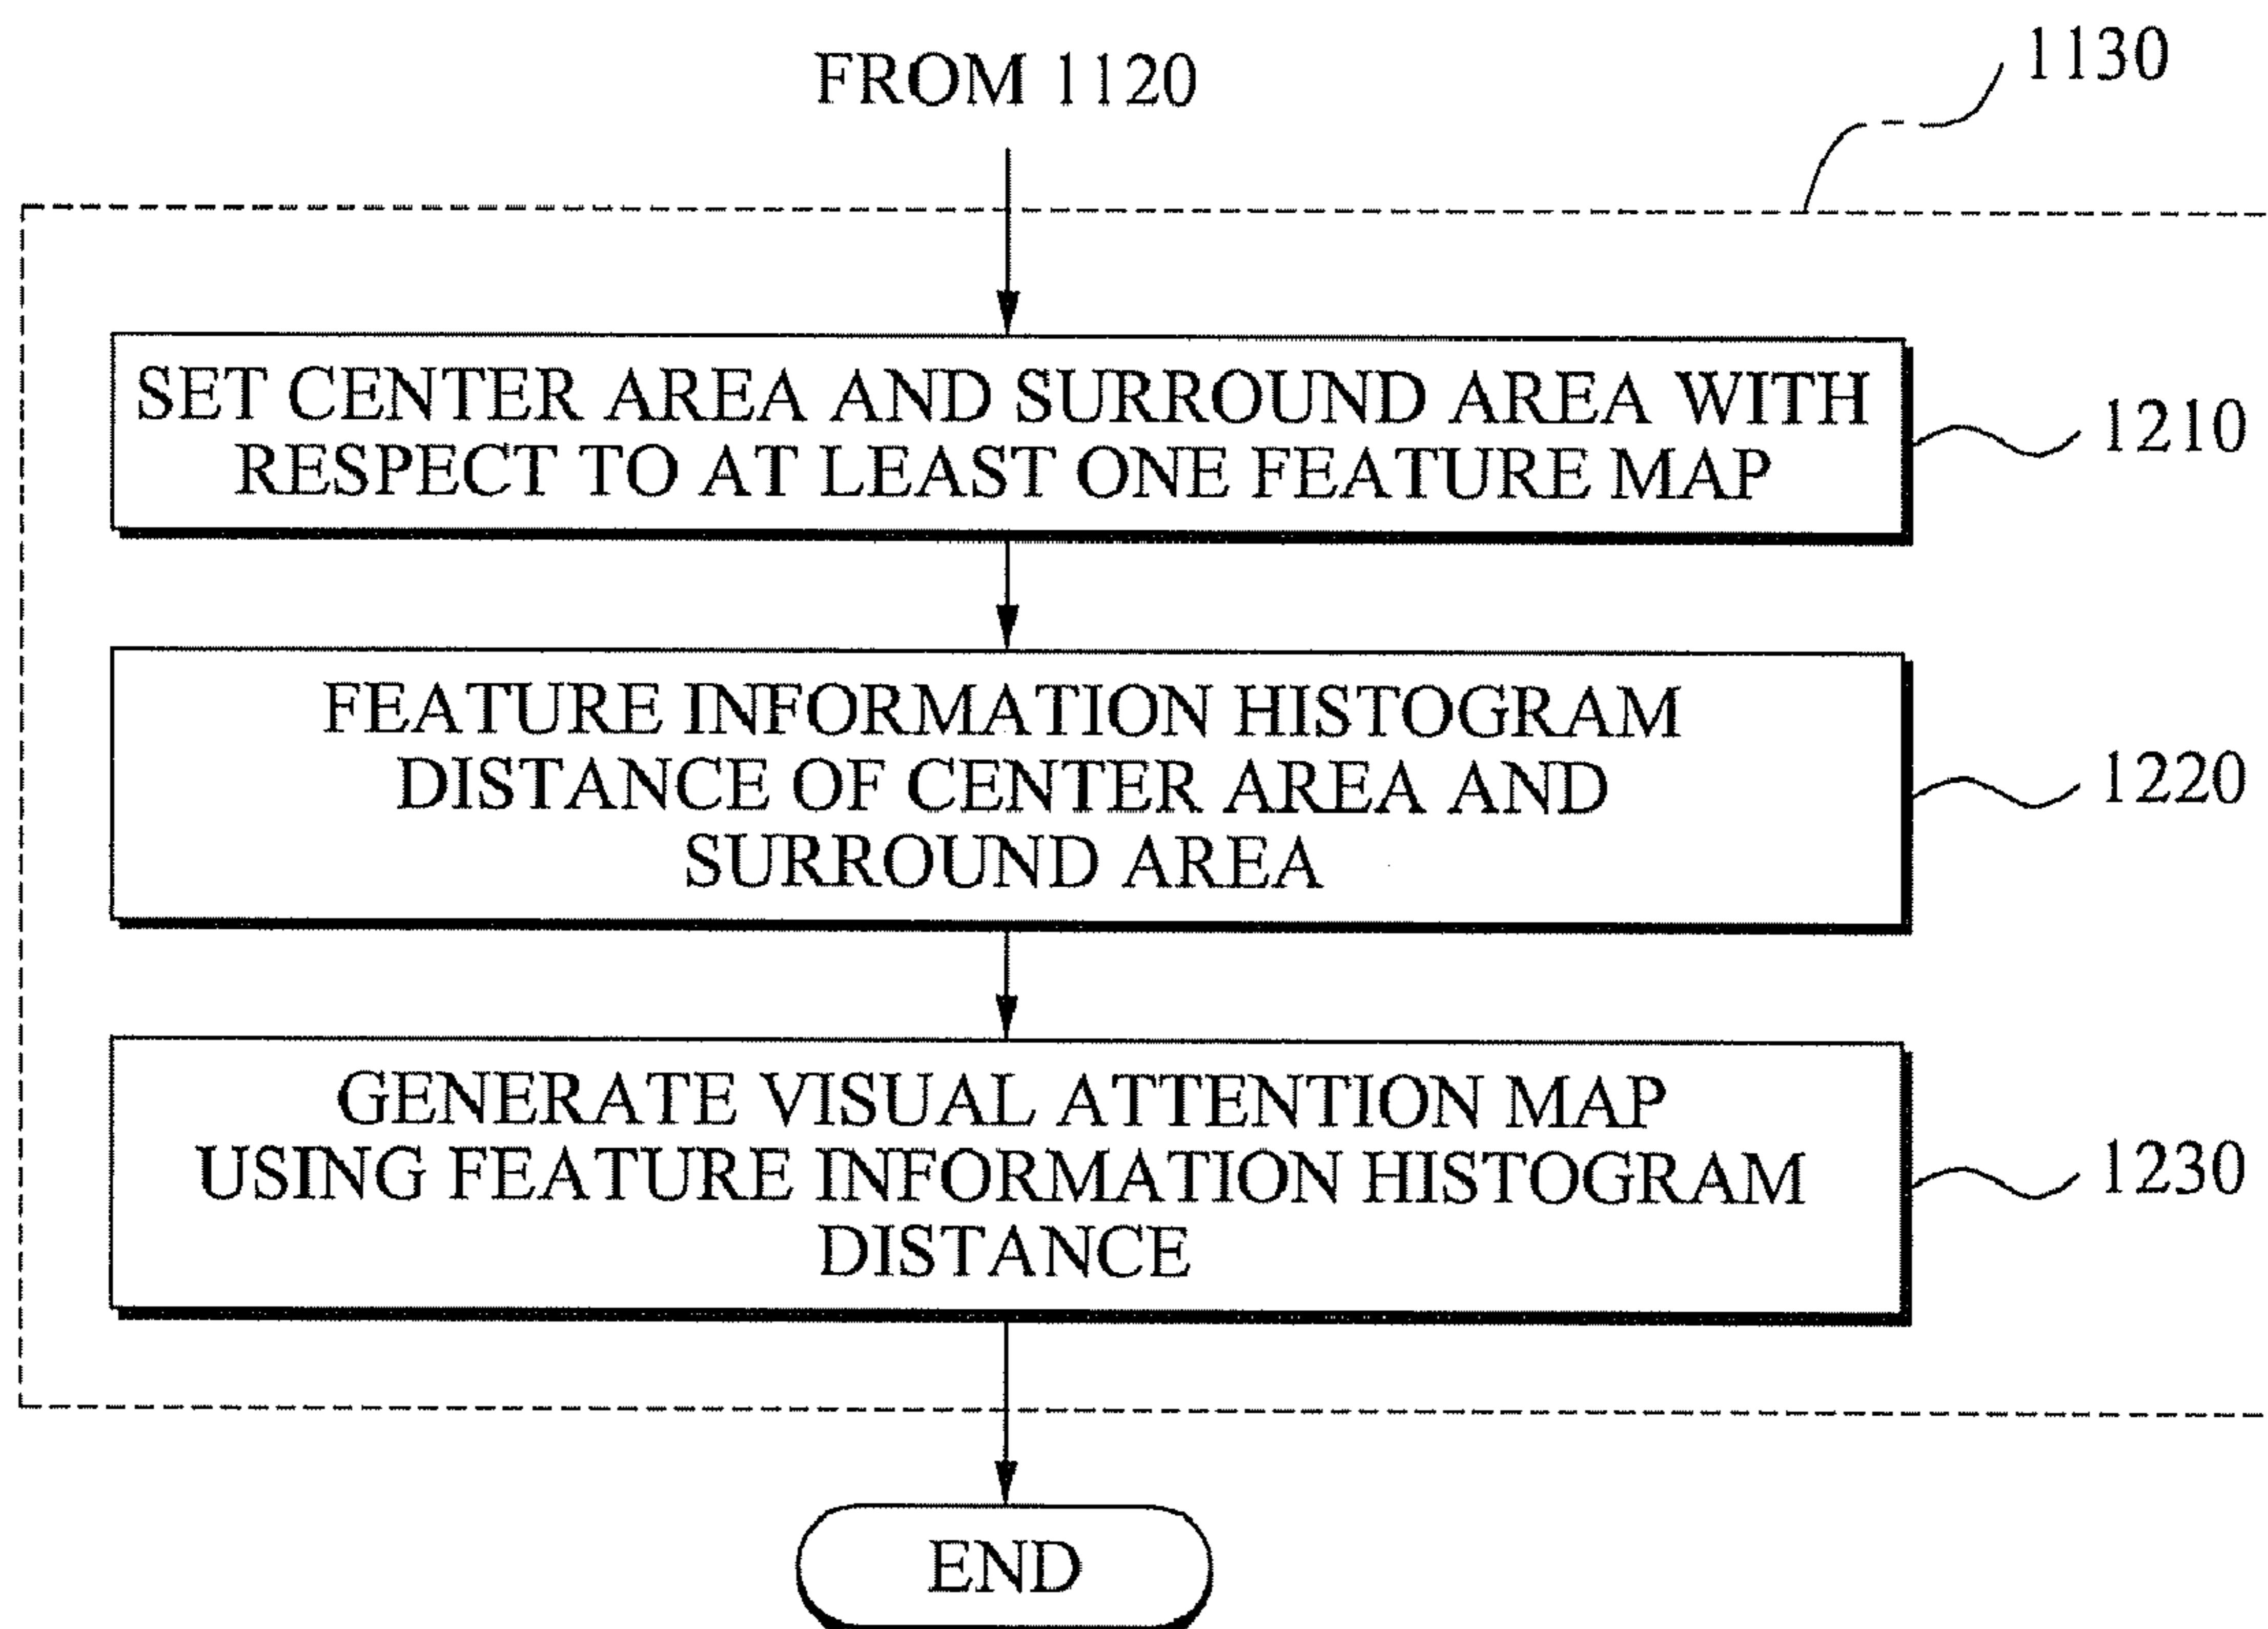 FROM 1120
1130
SET CENTER AREA AND SURROUND AREA WITH
RESPECT TO AT LEAST ONE FEATURE MAP
1210
FEATURE INFORMATION HISTOGRAM
DISTANCE OF CENTER AREA AND
SURROUND AREA
1220
GENERATE VISUAL ATTENTION MAP
USING FEATURE INFORMATION HISTOGRAM
DISTANCE
1230
END